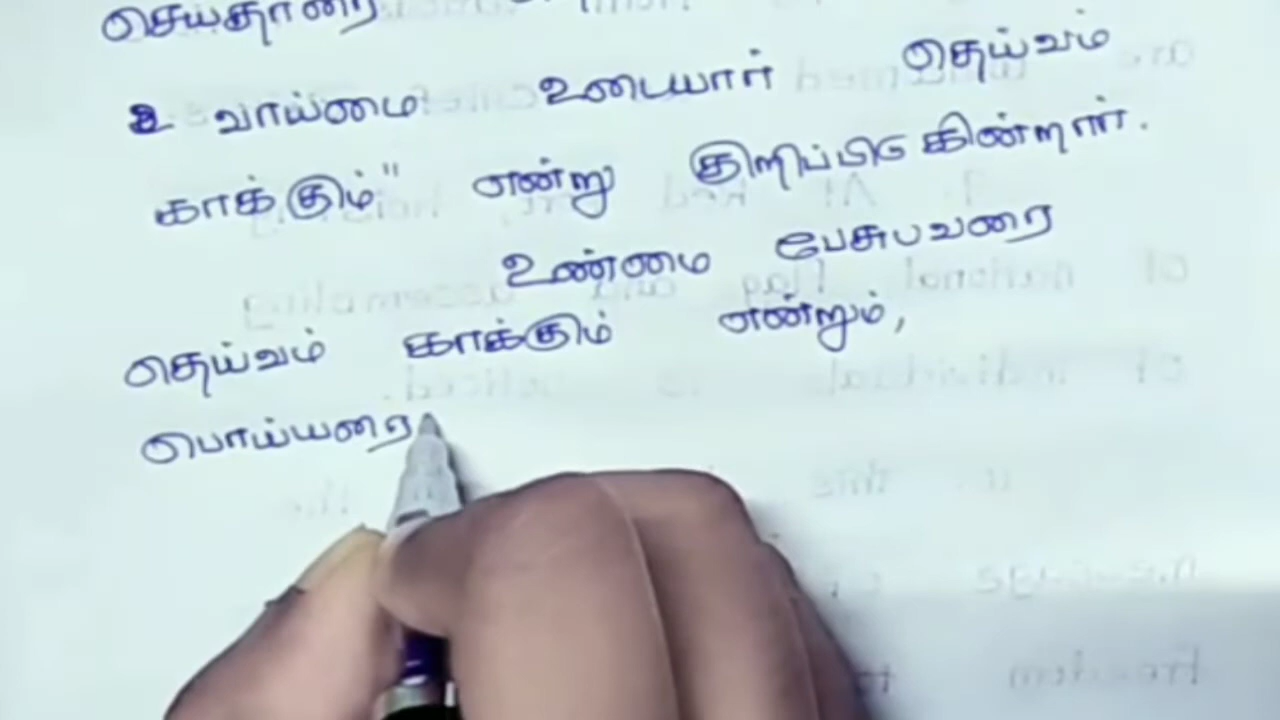 செய்தாரை
உ வாய்மை உடையார் தெய்வம்
காக்கும்" என்று குறிப்பிடுகின்றார்.
உண்மை பேசுபவரை
தெய்வம் காக்கும் என்றும்,
பொய்யரை